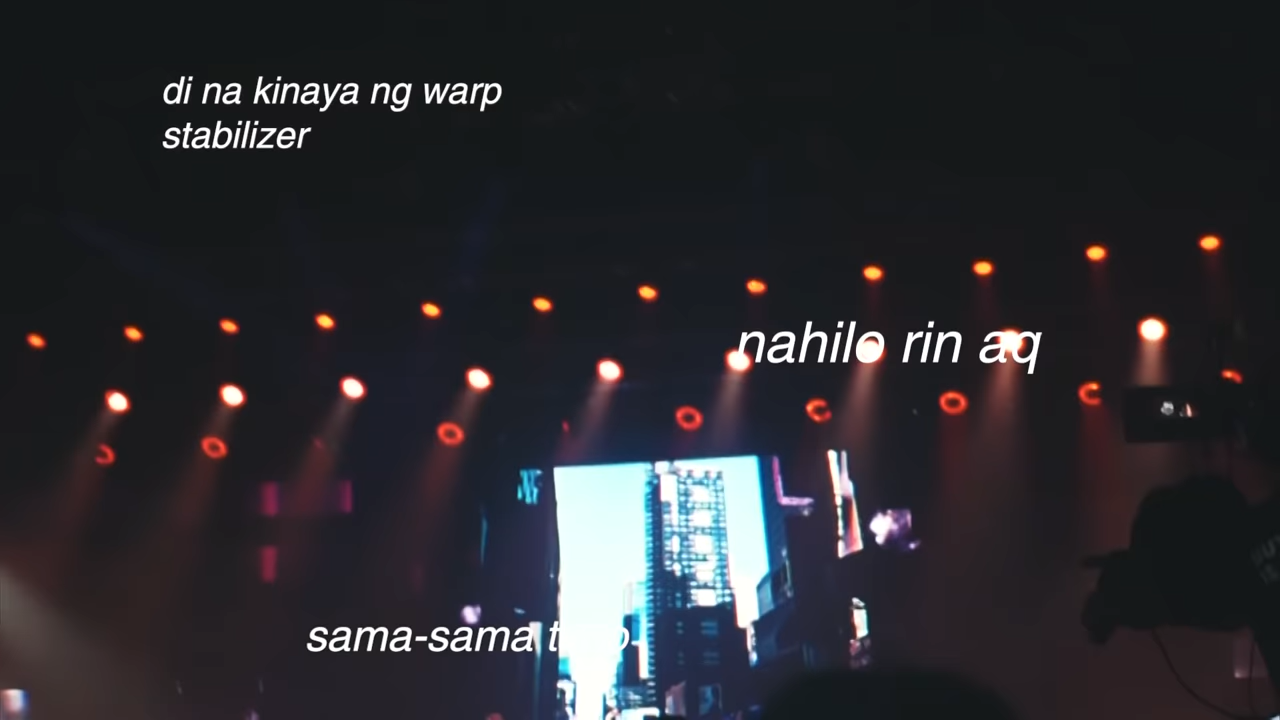 di na kinaya ng warp
stabilizer
nahilo rin aq
sama-sama